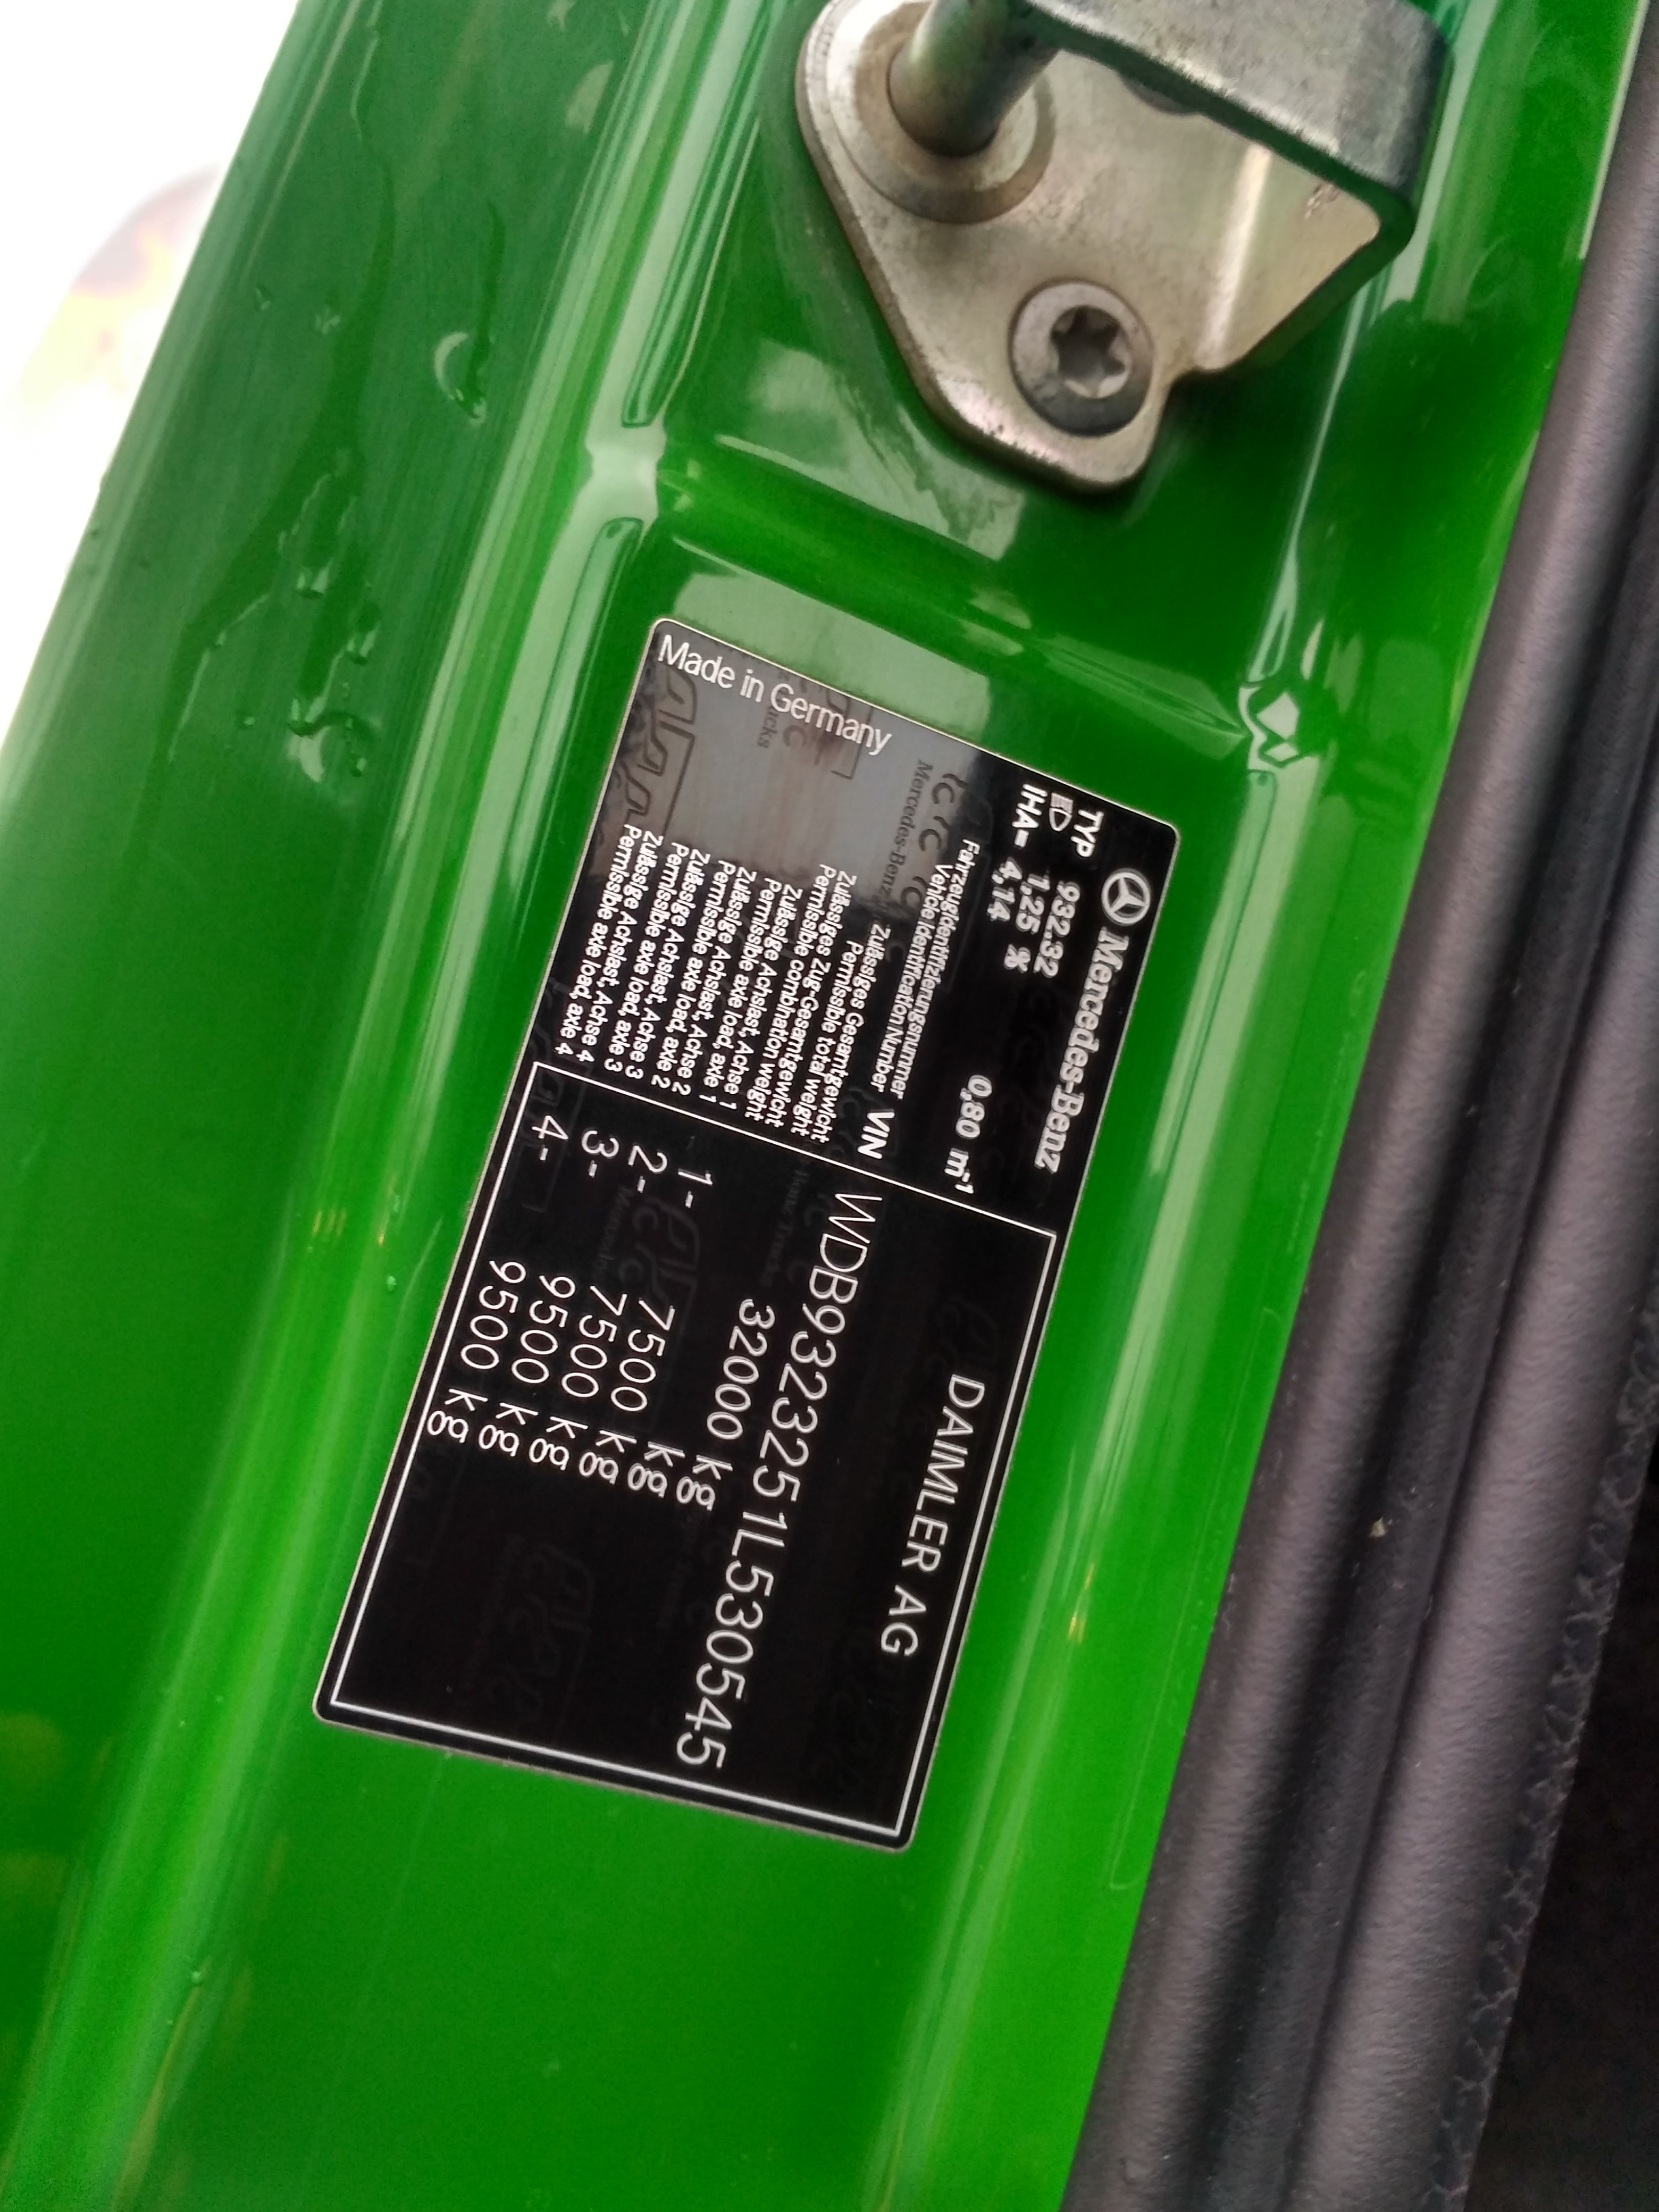 Mercedes-Benz
TYP 932.32
1,25 %
IHA= 4,14 0,80 m-1
DAIMLER AG
Fahrzeugidentifizierungsnummer
Vehicle Identification Number VIN WDB9323251L530545
Zulässiges Gesamtgewicht
Permissible total weight 32000 kg
Zulässiges Zug-Gesamtgewicht
Permissible combination weight kg
Zulässige Achslast, Achse 1
Permissible axle load, axle 1 1- 7500 kg
Zulässige Achslast, Achse 2
Permissible axle load, axle 2 2- 7500 kg
Zulässige Achslast, Achse 3
Permissible axle load, axle 3 3- 9500 kg
Zulässige Achslast, Achse 4
Permissible axle load, axle 4 4- 9500 kg
Made in Germany